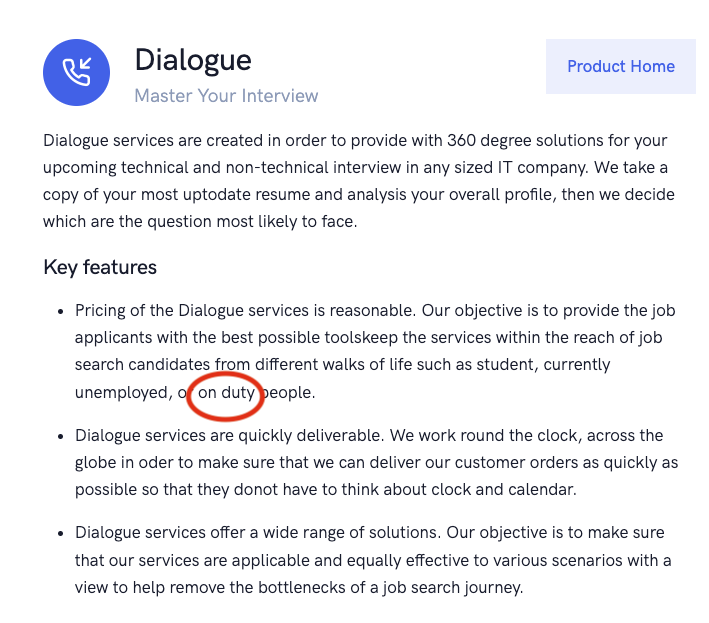 Dialogue
Master Your Interview
Product Home
Dialogue services are created in order to provide with 360 degree solutions for your
upcoming technical and non-technical interview in any sized IT company. We take a
copy of your most uptodate resume and analysis your overall profile, then we decide
which are the question most likely to face.
Key features
• Pricing of the Dialogue services is reasonable. Our objective is to provide the job
applicants with the best possible toolskeep the services within the reach of job
search candidates from different walks of life such as student, currently
unemployed, or on duty people.
• Dialogue services are quickly deliverable. We work round the clock, across the
globe in oder to make sure that we can deliver our customer orders as quickly as
possible so that they donot have to think about clock and calendar.
• Dialogue services offer a wide range of solutions. Our objective is to make sure
that our services are applicable and equally effective to various scenarios with a
view to help remove the bottlenecks of a job search journey.